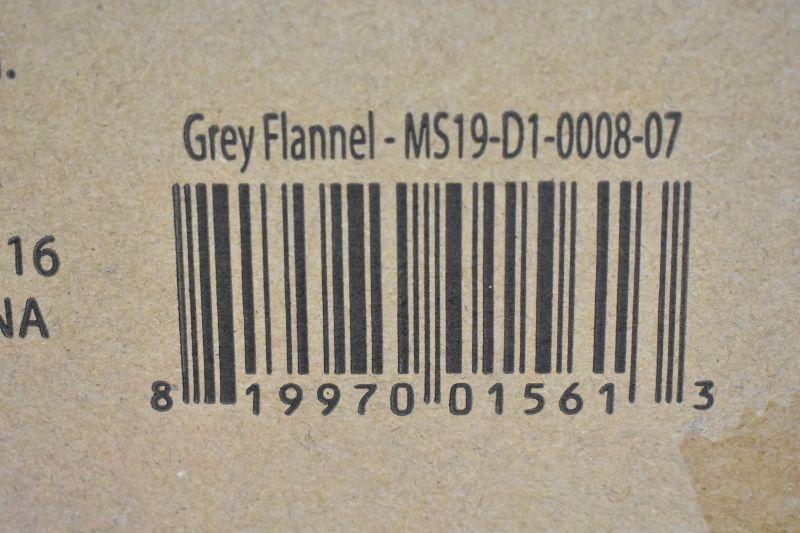 Grey Flannel - MS19-D1-0008-07
16
NA
8 19970 01561 3